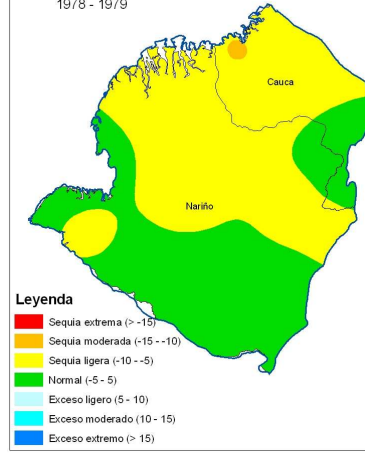 1978 - 1979
Cauca
Nariño
Leyenda
Sequia extrema (> -15)
Sequia moderada (-15 - -10)
Sequia ligera (-10 - -5)
Normal (-5 - 5)
Exceso ligero (5 - 10)
Exceso moderado (10 - 15)
Exceso extremo (> 15)